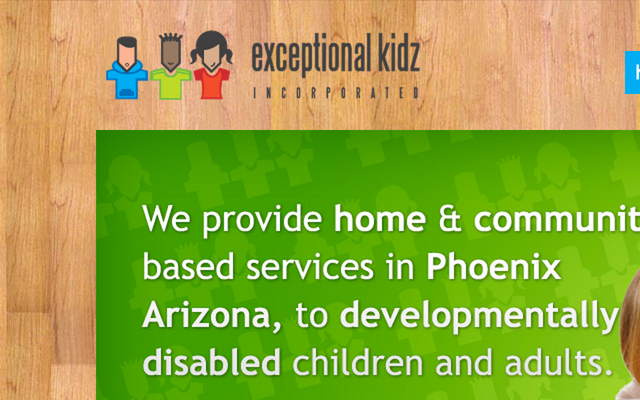 exceptional kidz
INCORPORATED
We provide home & communit
based services in Phoenix
Arizona, to developmentally
disabled children and adults.